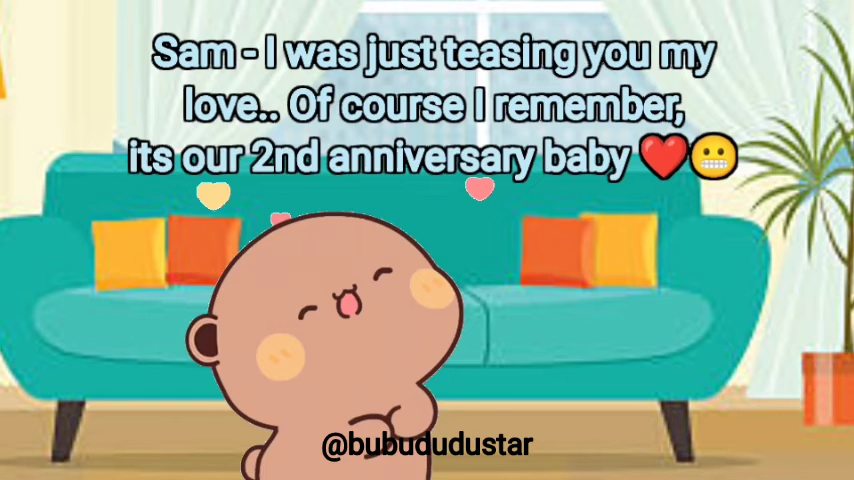 Sam - I was just teasing you my
love.. Of course I remember,
its our 2nd anniversary baby ❤️😬
@bubududustar